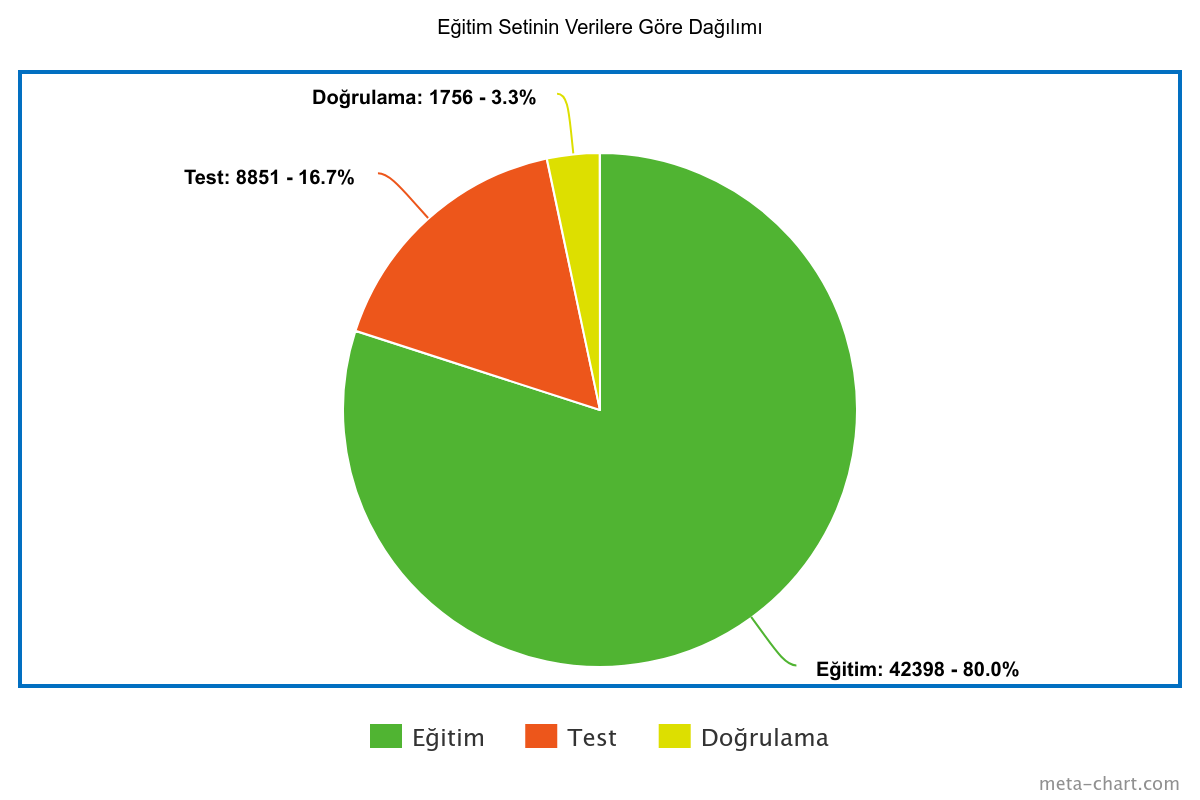 Eğitim Setinin Verilere Göre Dağılımı
Doğrulama: 1756 - 3.3%
Test: 8851 - 16.7%
Eğitim: 42398 - 80.0%
Eğitim Test Doğrulama
meta-chart.com